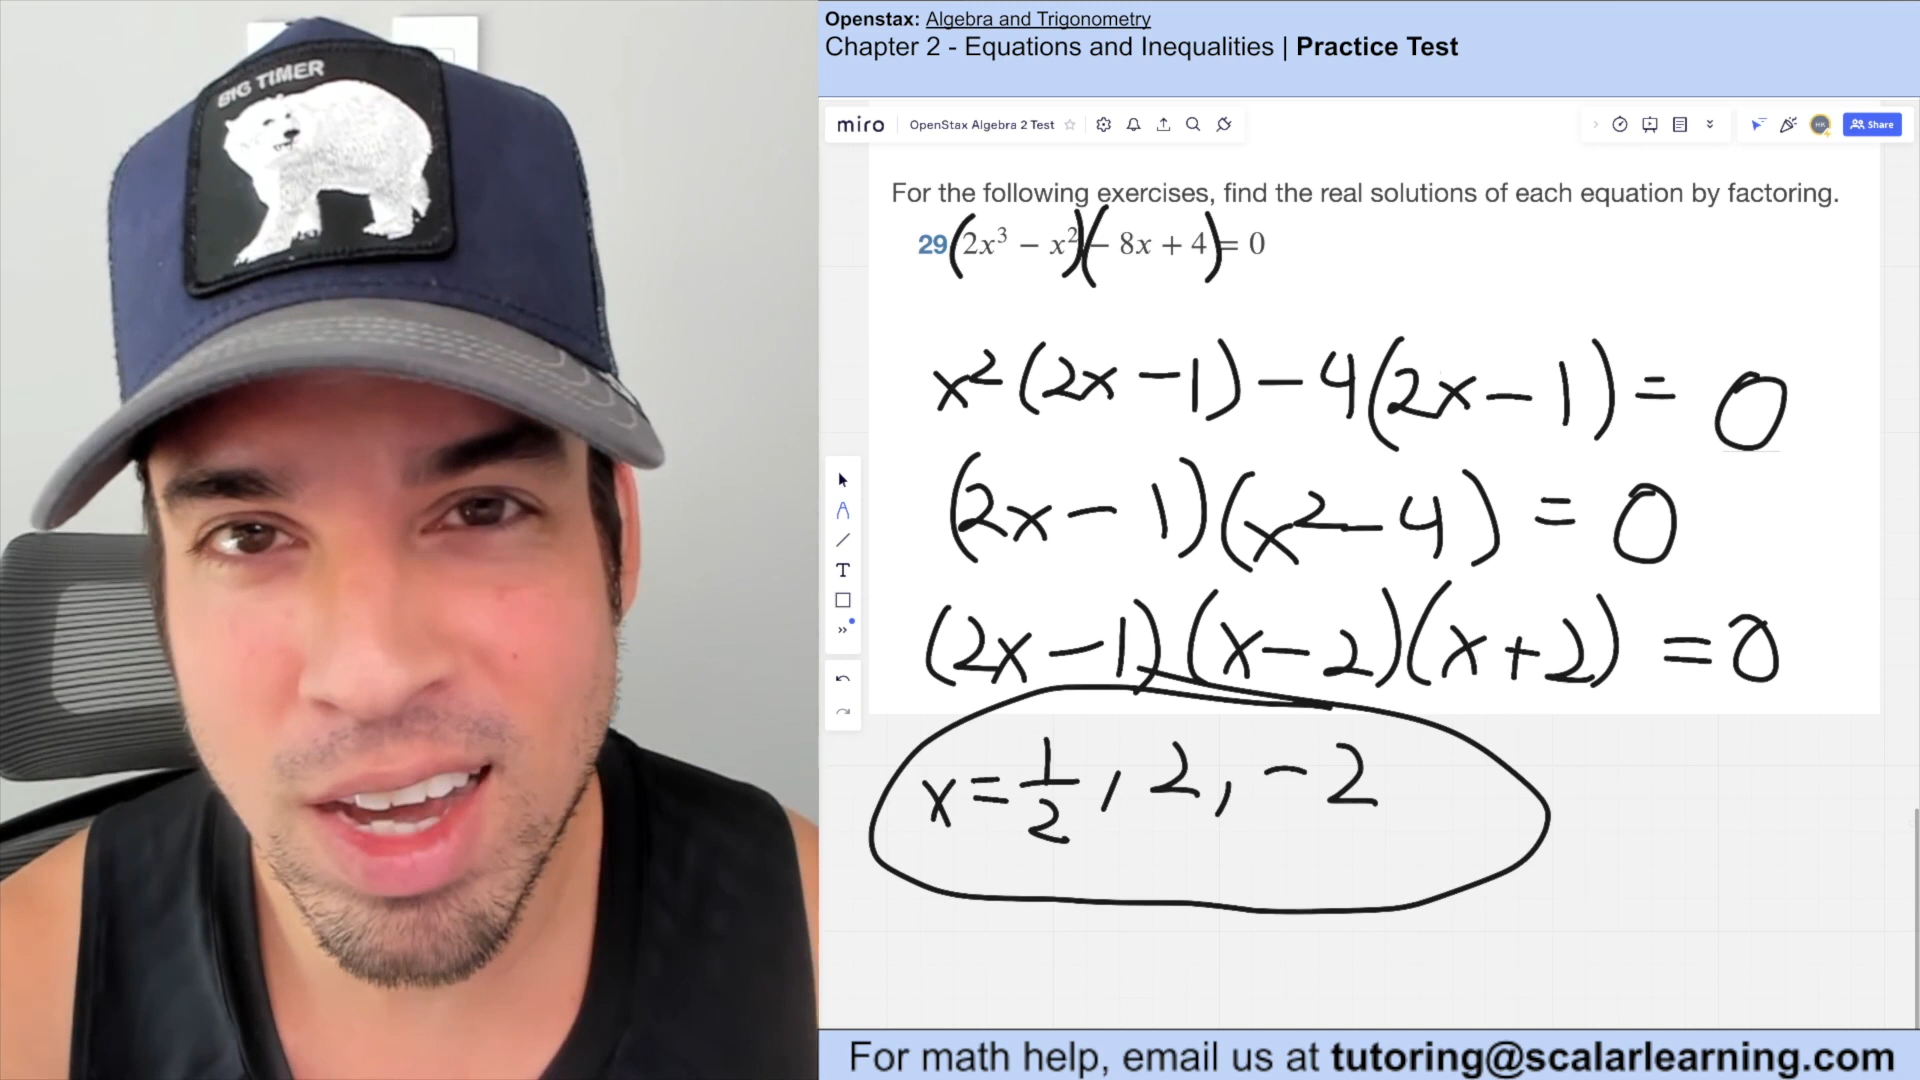 BIG TIMER
Openstax: Algebra and Trigonometry
Chapter 2 - Equations and Inequalities | Practice Test
miro
OpenStax Algebra 2 Test
Share
For the following exercises, find the real solutions of each equation by factoring.
29 (2x³ − x²)(− 8x + 4) = 0
x²(2x − 1) − 4(2x − 1) = 0
(2x − 1)(x² − 4) = 0
(2x − 1)(x − 2)(x + 2) = 0
x = 1/2, 2, −2
For math help, email us at tutoring@scalarlearning.com